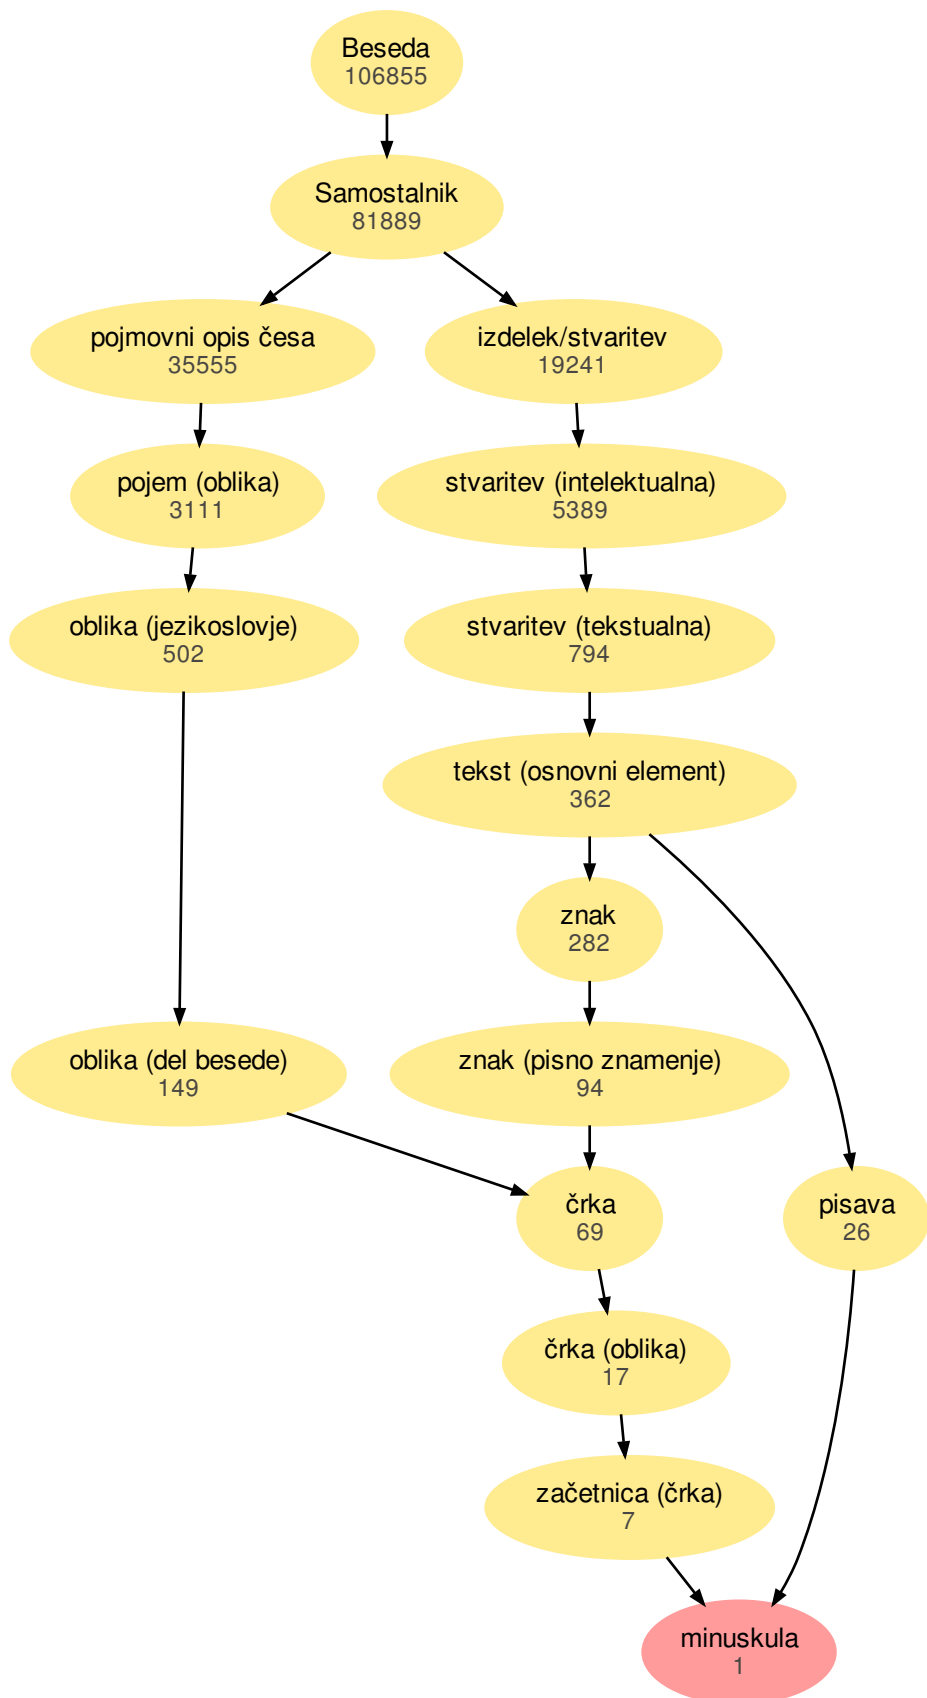 Beseda
106855
Samostalnik
81889
pojmovni opis česa
35555
izdelek/stvaritev
19241
pojem (oblika)
3111
stvaritev (intelektualna)
5389
oblika (jezikoslovje)
502
stvaritev (tekstualna)
794
tekst (osnovni element)
362
znak
282
oblika (del besede)
149
znak (pisno znamenje)
94
črka
69
pisava
26
črka (oblika)
17
začetnica (črka)
7
minuskula
1